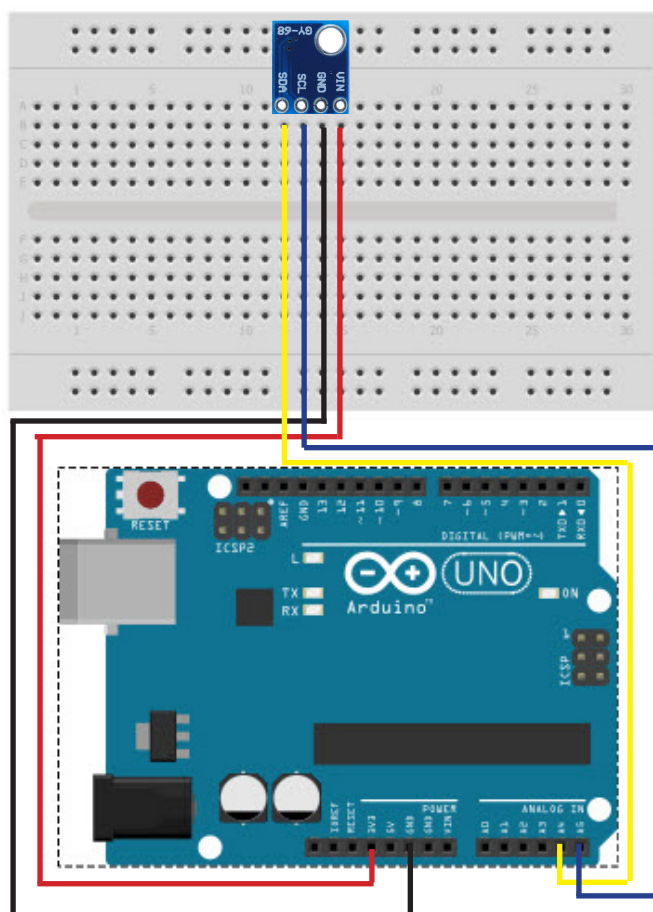 GY-68
SDA SCL GND VIN
1 5 10 15 20 25 30
A
B
C
D
E
F
G
H
I
J
1 5 10 15 20 25 30
RESET
ICSP2
AREF GND 13 12 ~11 ~10 ~9 8 7 ~6 ~5 4 ~3 2 TXD▶1 RXD◀0
DIGITAL (PWM=~)
L
TX
RX
Arduino™
UNO
ON
1
ICSP
POWER
ANALOG IN
IOREF RESET 3V3 5V GND GND VIN A0 A1 A2 A3 A4 A5